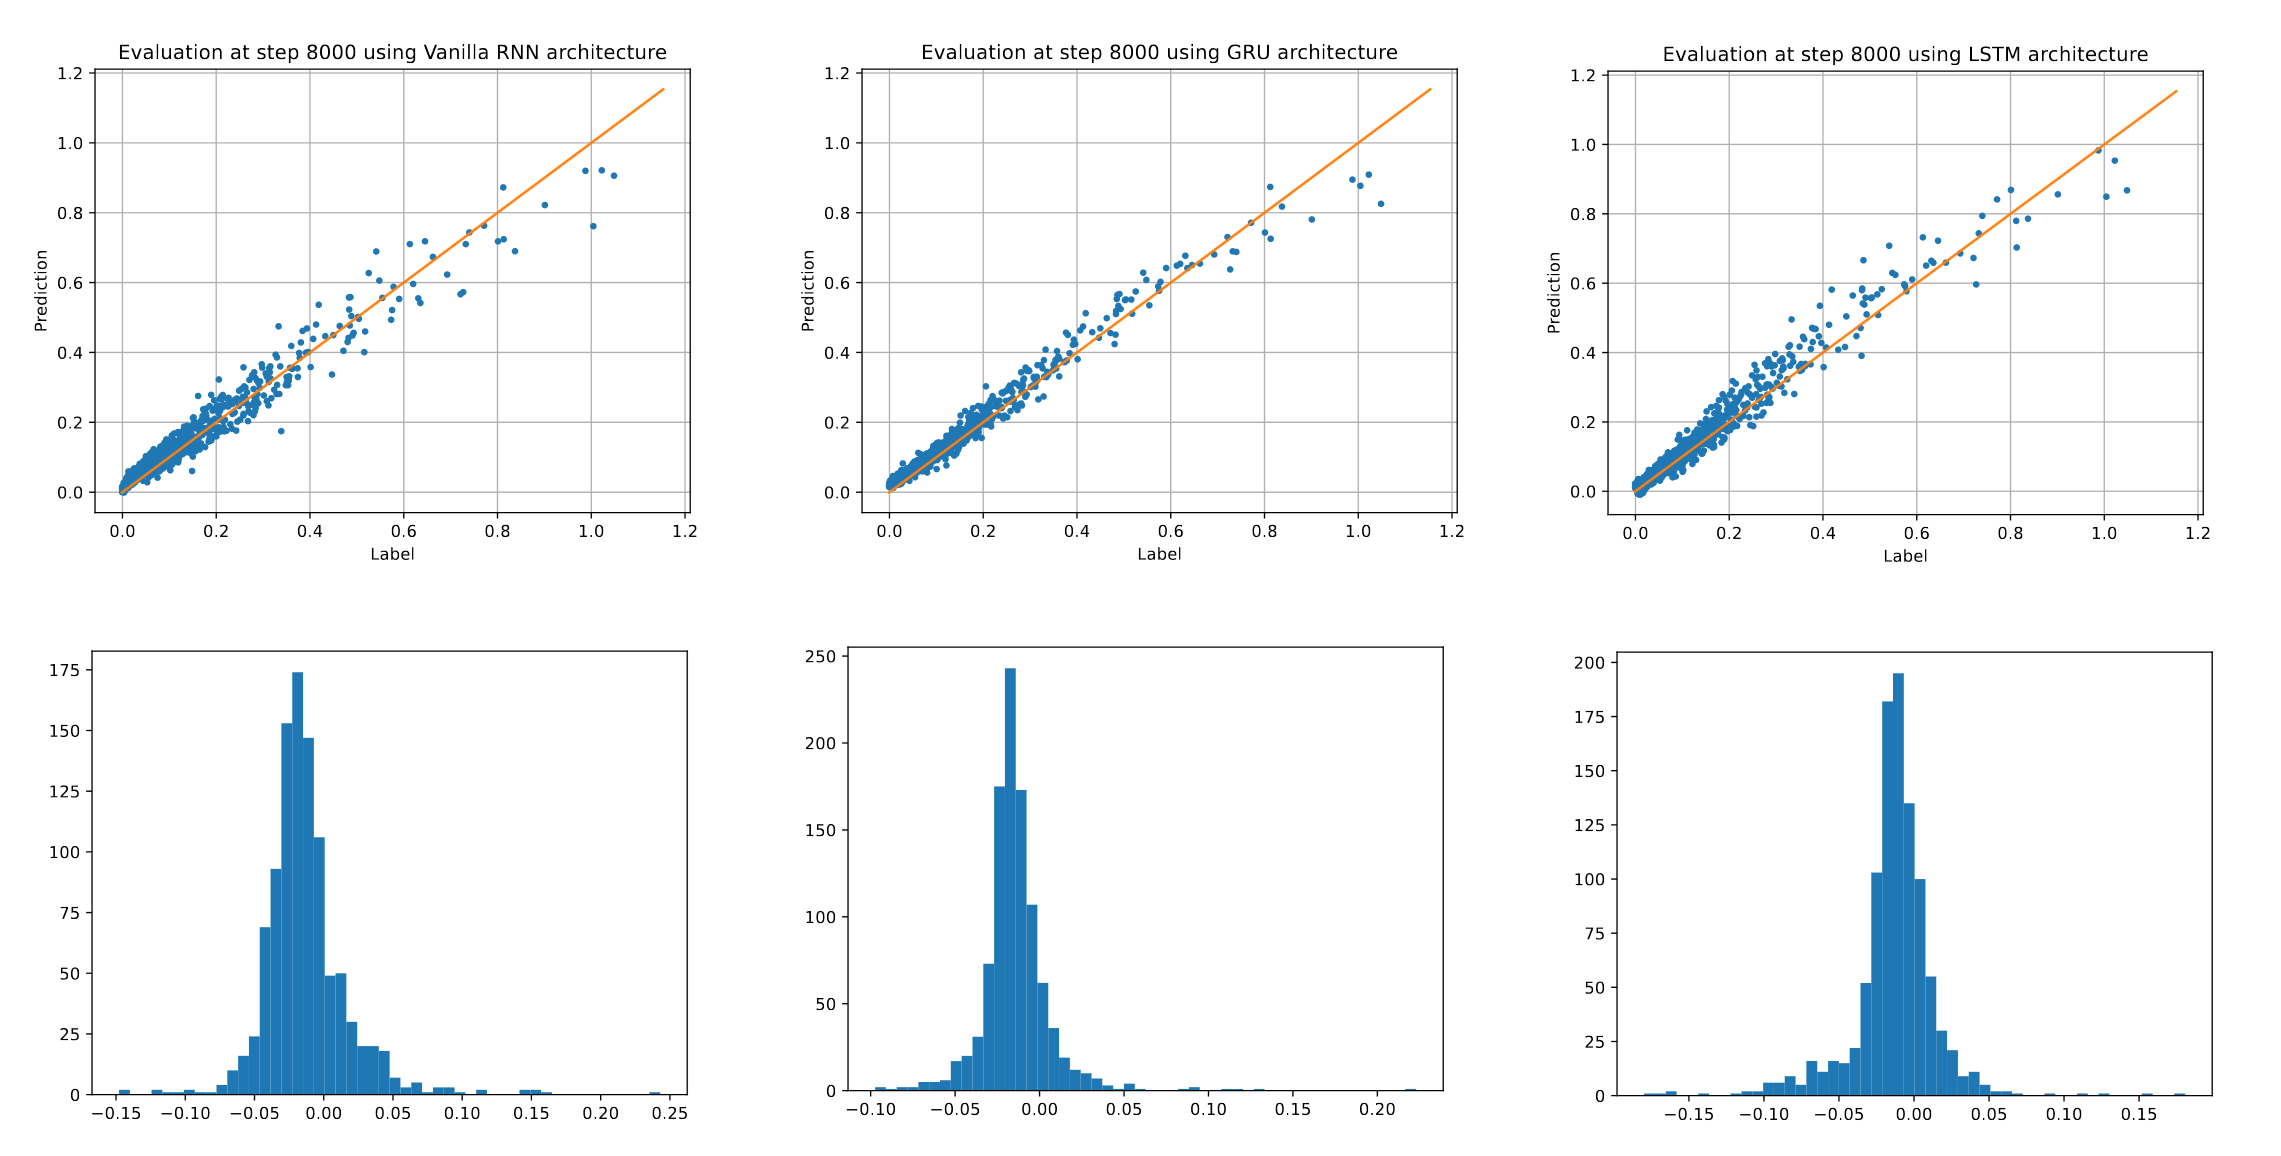 Evaluation at step 8000 using Vanilla RNN architecture
1.2
1.0
0.8
0.6
0.4
0.2
0.0
Prediction
0.0 0.2 0.4 0.6 0.8 1.0 1.2
Label
Evaluation at step 8000 using GRU architecture
1.2
1.0
0.8
0.6
0.4
0.2
0.0
Prediction
0.0 0.2 0.4 0.6 0.8 1.0 1.2
Label
Evaluation at step 8000 using LSTM architecture
1.2
1.0
0.8
0.6
0.4
0.2
0.0
Prediction
0.0 0.2 0.4 0.6 0.8 1.0 1.2
Label
175
150
125
100
75
50
25
0
−0.15 −0.10 −0.05 0.00 0.05 0.10 0.15 0.20 0.25
250
200
150
100
50
0
−0.10 −0.05 0.00 0.05 0.10 0.15 0.20
200
175
150
125
100
75
50
25
0
−0.15 −0.10 −0.05 0.00 0.05 0.10 0.15